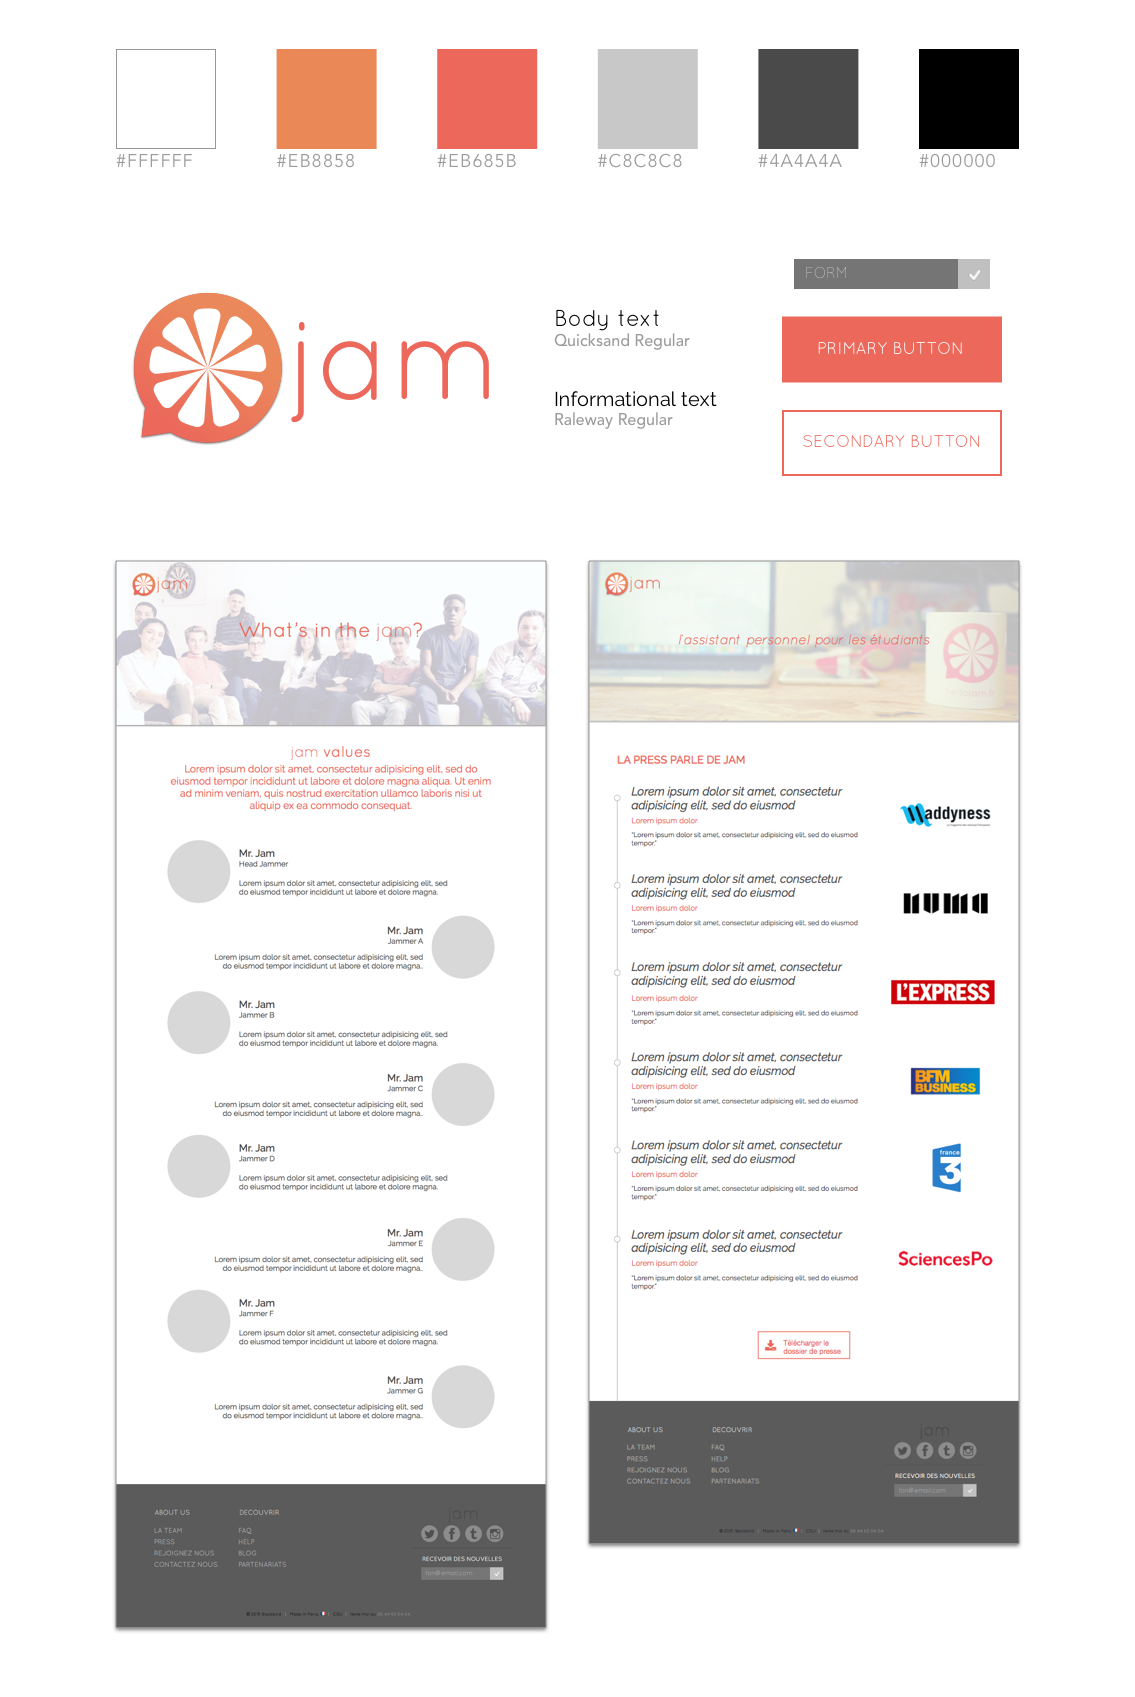 #FFFFFF
#EB8858
#EB685B
#C8C8C8
#4A4A4A
#000000
jam
Body text
Quicksand Regular
Informational text
Raleway Regular
FORM
PRIMARY BUTTON
SECONDARY BUTTON
jam
What's in the jam?
jam values
Lorem ipsum dolor sit amet, consectetur adipisicing elit, sed do
eiusmod tempor incididunt ut labore et dolore magna aliqua. Ut enim
ad minim veniam, quis nostrud exercitation ullamco laboris nisi ut
aliquip ex ea commodo consequat.
Mr. Jam
Head Jammer
Lorem ipsum dolor sit amet, consectetur adipisicing elit, sed
do eiusmod tempor incididunt ut labore et dolore magna.
Mr. Jam
Jammer A
Lorem ipsum dolor sit amet, consectetur adipisicing elit, sed
do eiusmod tempor incididunt ut labore et dolore magna..
Mr. Jam
Jammer B
Lorem ipsum dolor sit amet, consectetur adipisicing elit, sed
do eiusmod tempor incididunt ut labore et dolore magna.
Mr. Jam
Jammer C
Lorem ipsum dolor sit amet, consectetur adipisicing elit, sed
do eiusmod tempor incididunt ut labore et dolore magna..
Mr. Jam
Jammer D
Lorem ipsum dolor sit amet, consectetur adipisicing elit, sed
do eiusmod tempor incididunt ut labore et dolore magna.
Mr. Jam
Jammer E
Lorem ipsum dolor sit amet, consectetur adipisicing elit, sed
do eiusmod tempor incididunt ut labore et dolore magna..
Mr. Jam
Jammer F
Lorem ipsum dolor sit amet, consectetur adipisicing elit, sed
do eiusmod tempor incididunt ut labore et dolore magna.
Mr. Jam
Jammer G
Lorem ipsum dolor sit amet, consectetur adipisicing elit, sed
do eiusmod tempor incididunt ut labore et dolore magna..
ABOUT US
LA TEAM
PRESS
REJOIGNEZ NOUS
CONTACTEZ NOUS
DECOUVRIR
FAQ
HELP
BLOG
PARTENARIATS
jam
RECEVOIR DES NOUVELLES
ton@email.com
Made in Paris
jam
l'assistant personnel pour les étudiants
LA PRESS PARLE DE JAM
Lorem ipsum dolor sit amet, consectetur
adipisicing elit, sed do eiusmod
Lorem ipsum dolor
"Lorem ipsum dolor sit amet, consectetur adipisicing elit, sed do eiusmod
tempor."
Maddyness
Lorem ipsum dolor sit amet, consectetur
adipisicing elit, sed do eiusmod
Lorem ipsum dolor
"Lorem ipsum dolor sit amet, consectetur adipisicing elit, sed do eiusmod
tempor."
numa
Lorem ipsum dolor sit amet, consectetur
adipisicing elit, sed do eiusmod
Lorem ipsum dolor
"Lorem ipsum dolor sit amet, consectetur adipisicing elit, sed do eiusmod
tempor."
L'EXPRESS
Lorem ipsum dolor sit amet, consectetur
adipisicing elit, sed do eiusmod
Lorem ipsum dolor
"Lorem ipsum dolor sit amet, consectetur adipisicing elit, sed do eiusmod
tempor."
BFM
BUSINESS
Lorem ipsum dolor sit amet, consectetur
adipisicing elit, sed do eiusmod
Lorem ipsum dolor
"Lorem ipsum dolor sit amet, consectetur adipisicing elit, sed do eiusmod
tempor."
france
3
Lorem ipsum dolor sit amet, consectetur
adipisicing elit, sed do eiusmod
Lorem ipsum dolor
"Lorem ipsum dolor sit amet, consectetur adipisicing elit, sed do eiusmod
tempor."
SciencesPo
Télécharger le
dossier de presse
ABOUT US
LA TEAM
PRESS
REJOIGNEZ NOUS
CONTACTEZ NOUS
DECOUVRIR
FAQ
HELP
BLOG
PARTENARIATS
jam
RECEVOIR DES NOUVELLES
ton@email.com
Made in Paris